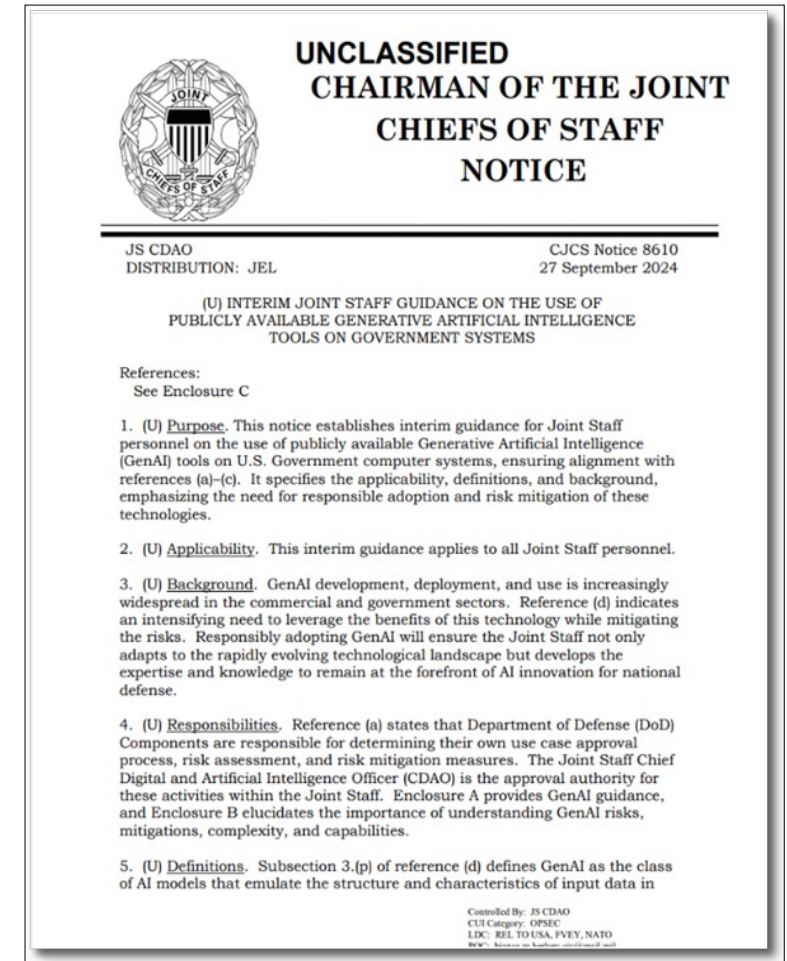 UNCLASSIFIED
CHAIRMAN OF THE JOINT
CHIEFS OF STAFF
NOTICE
JOINT
CHIEFS OF STAFF
JS CDAO
DISTRIBUTION: JEL
CJCS Notice 8610
27 September 2024
(U) INTERIM JOINT STAFF GUIDANCE ON THE USE OF
PUBLICLY AVAILABLE GENERATIVE ARTIFICIAL INTELLIGENCE
TOOLS ON GOVERNMENT SYSTEMS
References:
See Enclosure C
1. (U) Purpose. This notice establishes interim guidance for Joint Staff
personnel on the use of publicly available Generative Artificial Intelligence
(GenAI) tools on U.S. Government computer systems, ensuring alignment with
references (a)–(c). It specifies the applicability, definitions, and background,
emphasizing the need for responsible adoption and risk mitigation of these
technologies.
2. (U) Applicability. This interim guidance applies to all Joint Staff personnel.
3. (U) Background. GenAI development, deployment, and use is increasingly
widespread in the commercial and government sectors. Reference (d) indicates
an intensifying need to leverage the benefits of this technology while mitigating
the risks. Responsibly adopting GenAI will ensure the Joint Staff not only
adapts to the rapidly evolving technological landscape but develops the
expertise and knowledge to remain at the forefront of AI innovation for national
defense.
4. (U) Responsibilities. Reference (a) states that Department of Defense (DoD)
Components are responsible for determining their own use case approval
process, risk assessment, and risk mitigation measures. The Joint Staff Chief
Digital and Artificial Intelligence Officer (CDAO) is the approval authority for
these activities within the Joint Staff. Enclosure A provides GenAI guidance,
and Enclosure B elucidates the importance of understanding GenAI risks,
mitigations, complexity, and capabilities.
5. (U) Definitions. Subsection 3.(p) of reference (d) defines GenAI as the class
of AI models that emulate the structure and characteristics of input data in
Controlled By: JS CDAO
CUI Category: OPSEC
LDC: REL TO USA, FVEY, NATO